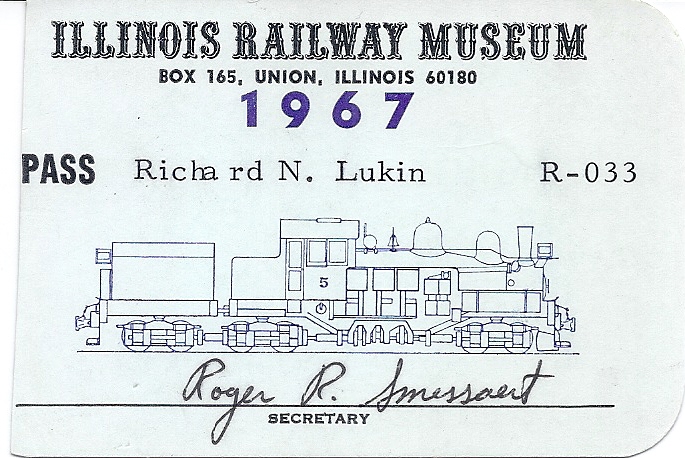 ILLINOIS RAILWAY MUSEUM
BOX 165, UNION, ILLINOIS 60180
1967
PASS Richard N. Lukin R-033
5
Roger R. Smessaert
SECRETARY